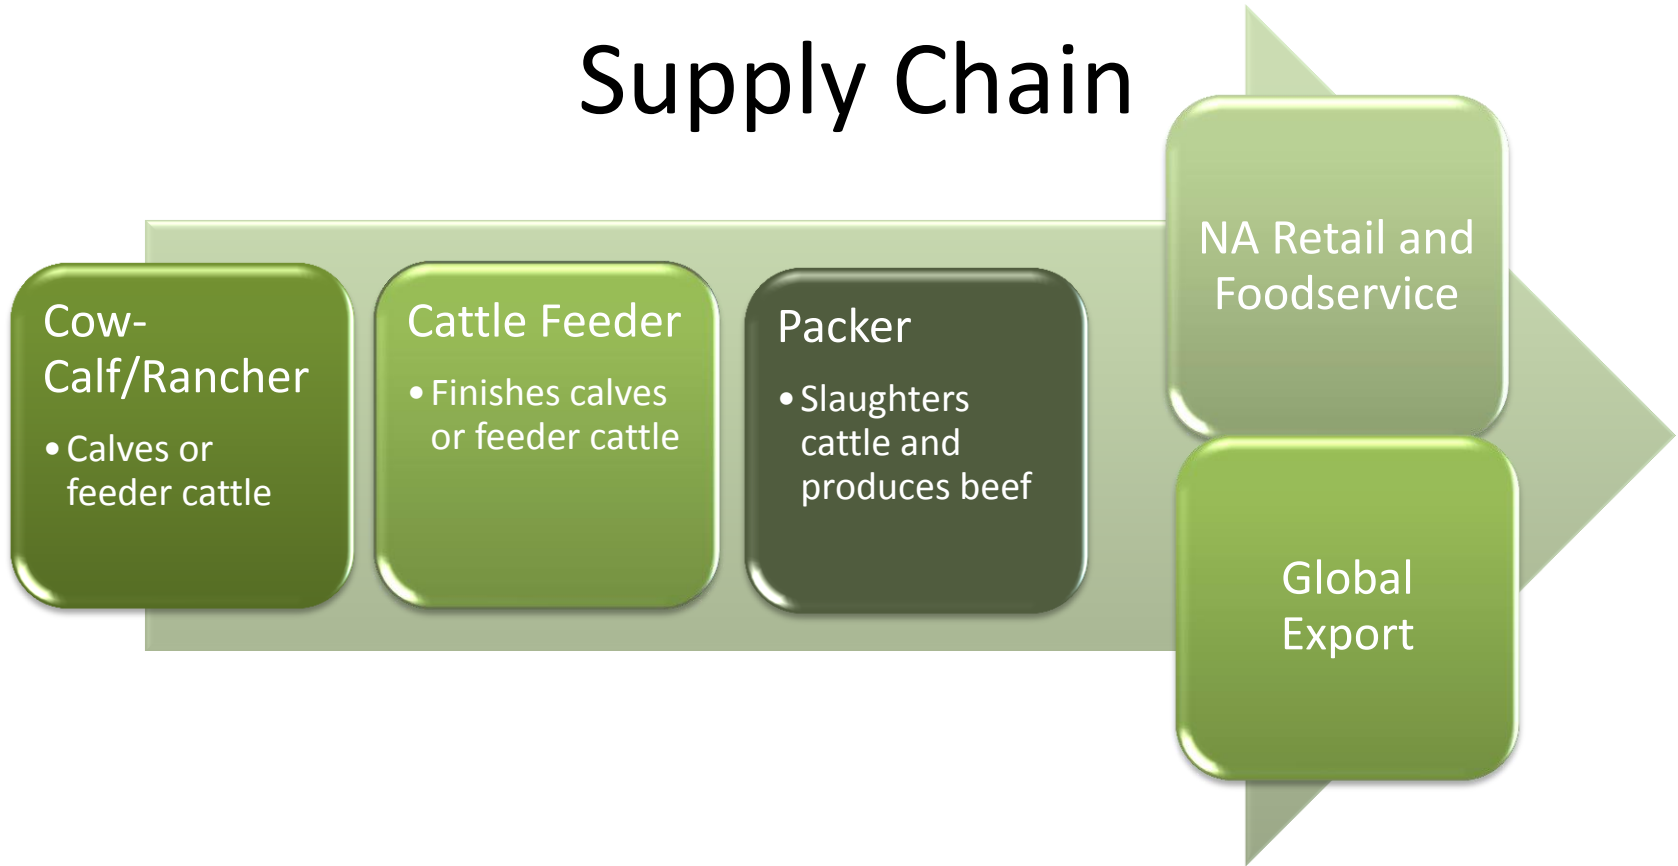 Supply Chain
Cow-
Calf/Rancher
• Calves or
feeder cattle
Cattle Feeder
• Finishes calves
or feeder cattle
Packer
• Slaughters
cattle and
produces beef
NA Retail and
Foodservice
Global
Export